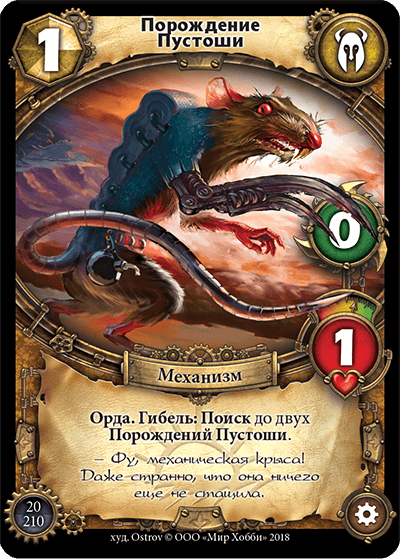 Порождение
Пустоши
1
0
1
Механизм
Орда. Гибель: Поиск до двух
Порождений Пустоши.
– Фу, механическая крыса!
Даже странно, что она ничего
еще не стащила.
20
210
худ. Ostrov © ООО «Мир Хобби» 2018